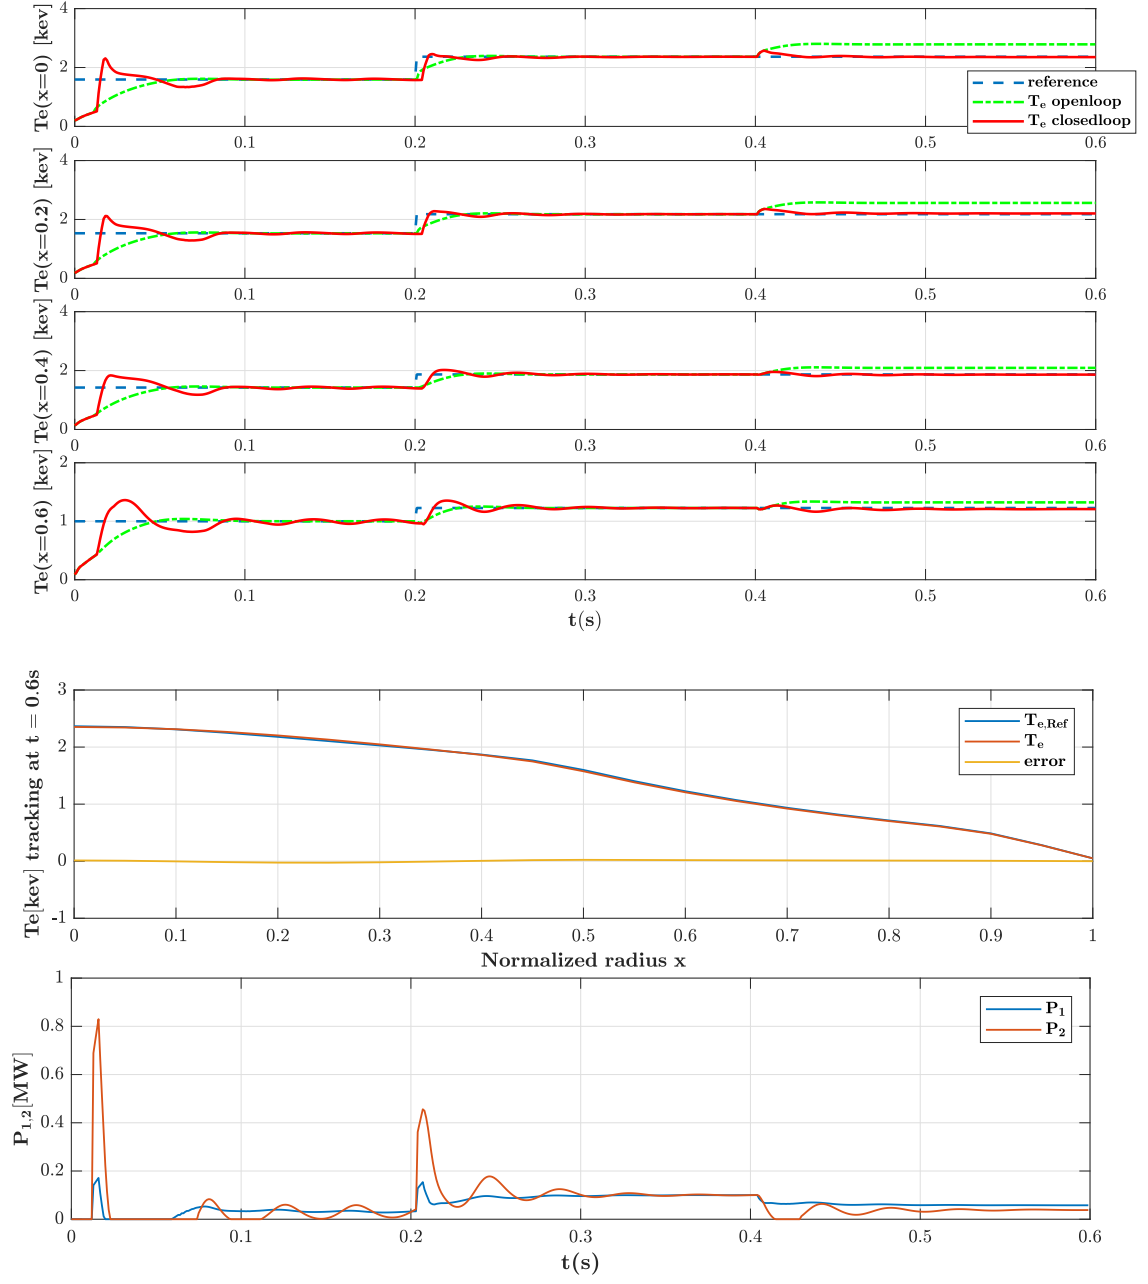 Te(x=0) [kev]
4
2
0
0 0.1 0.2 0.3 0.4 0.5 0.6
reference
Te openloop
Te closedloop
Te(x=0.2) [kev]
4
2
0
0 0.1 0.2 0.3 0.4 0.5 0.6
Te(x=0.4) [kev]
4
2
0
0 0.1 0.2 0.3 0.4 0.5 0.6
Te(x=0.6) [kev]
2
1
0
0 0.1 0.2 0.3 0.4 0.5 0.6
t(s)
Te[kev] tracking at t = 0.6s
3
2
1
0
-1
0 0.1 0.2 0.3 0.4 0.5 0.6 0.7 0.8 0.9 1
Te,Ref
Te
error
Normalized radius x
P1,2[MW]
1
0.8
0.6
0.4
0.2
0
0 0.1 0.2 0.3 0.4 0.5 0.6
P1
P2
t(s)